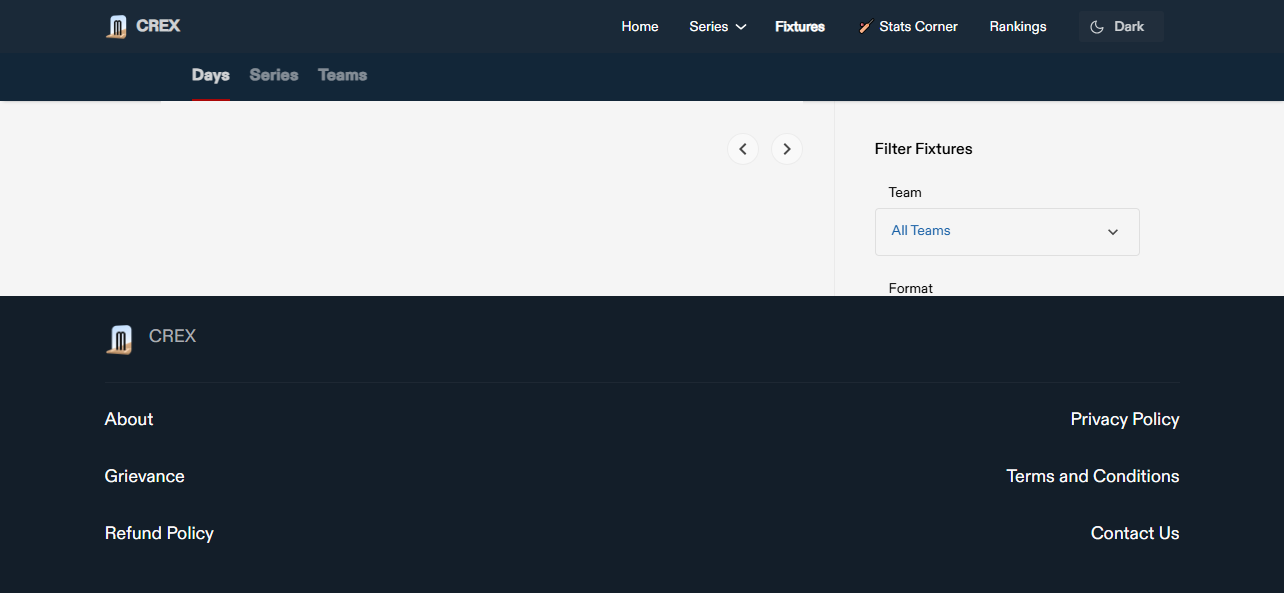 CREX
Home Series Fixtures Stats Corner Rankings Dark
Days Series Teams
Filter Fixtures
Team
All Teams
Format
CREX
About
Privacy Policy
Grievance
Terms and Conditions
Refund Policy
Contact Us